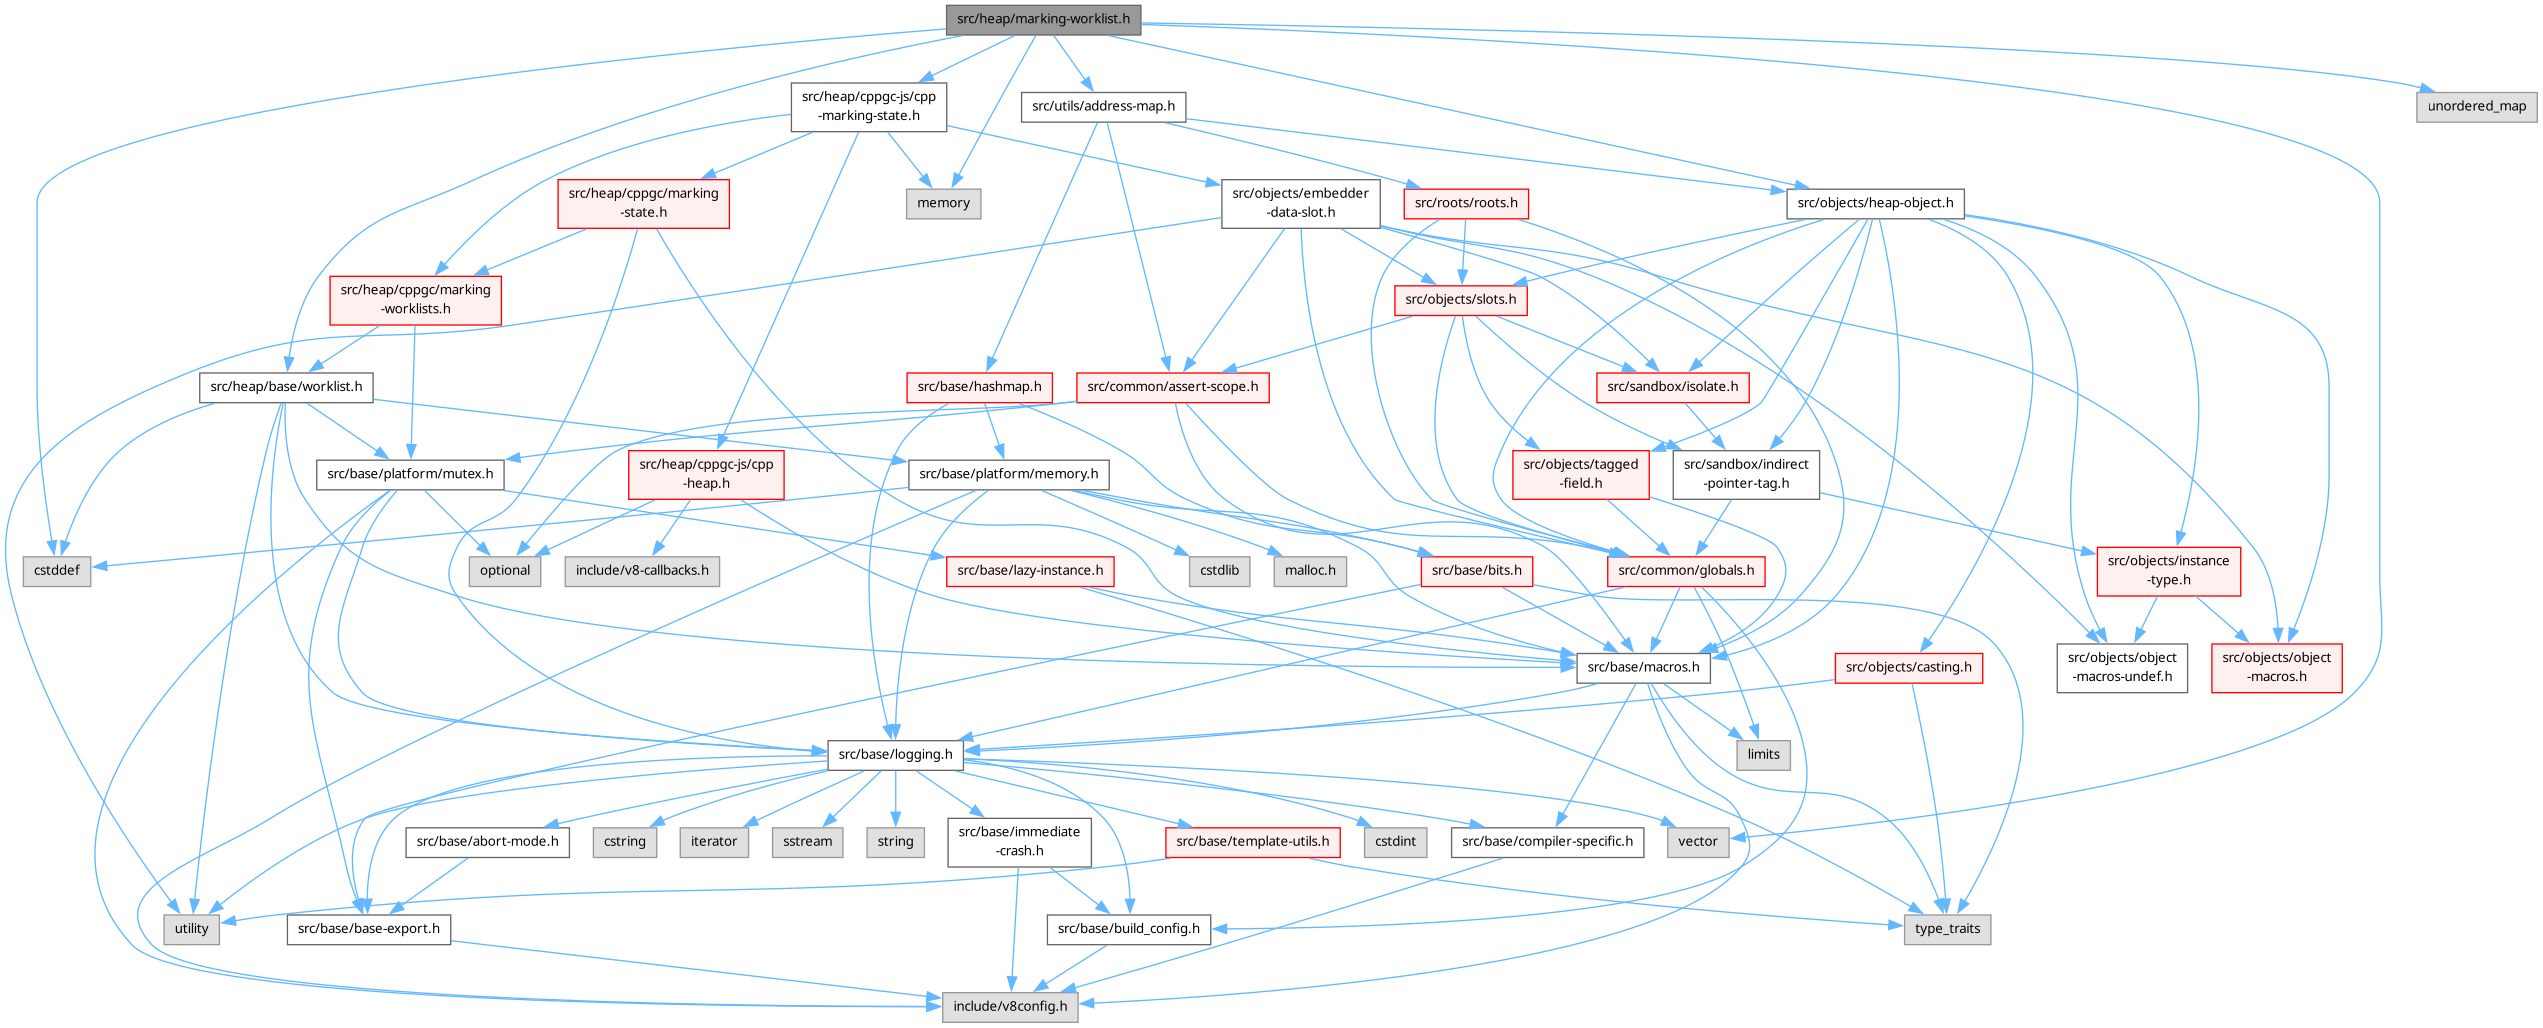 src/heap/marking-worklist.h
src/heap/cppgc-js/cpp
-marking-state.h
src/utils/address-map.h
unordered_map
src/heap/cppgc/marking
-state.h
memory
src/objects/embedder
-data-slot.h
src/roots/roots.h
src/objects/heap-object.h
src/heap/cppgc/marking
-worklists.h
src/objects/slots.h
src/heap/base/worklist.h
src/base/hashmap.h
src/common/assert-scope.h
src/sandbox/isolate.h
src/base/platform/mutex.h
src/heap/cppgc-js/cpp
-heap.h
src/base/platform/memory.h
src/objects/tagged
-field.h
src/sandbox/indirect
-pointer-tag.h
cstddef
optional
include/v8-callbacks.h
src/base/lazy-instance.h
cstdlib
malloc.h
src/base/bits.h
src/common/globals.h
src/objects/instance
-type.h
src/base/macros.h
src/objects/casting.h
src/objects/object
-macros-undef.h
src/objects/object
-macros.h
src/base/logging.h
limits
src/base/abort-mode.h
cstring
iterator
sstream
string
src/base/immediate
-crash.h
src/base/template-utils.h
cstdint
src/base/compiler-specific.h
vector
utility
src/base/base-export.h
src/base/build_config.h
type_traits
include/v8config.h